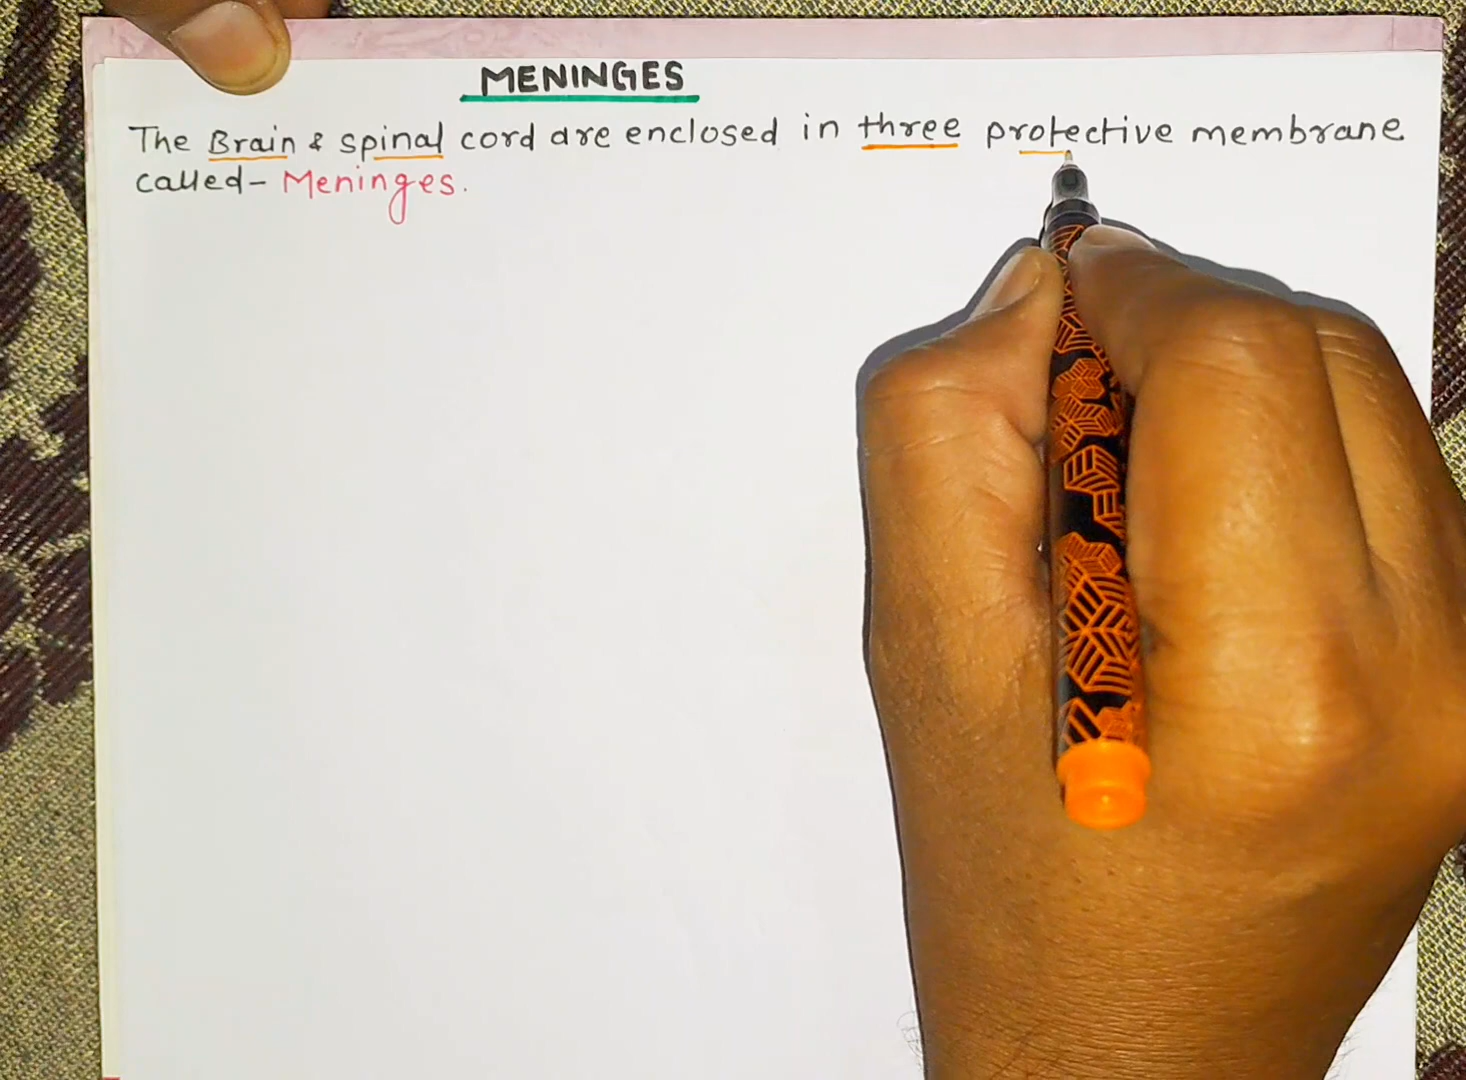 MENINGES
The Brain & spinal cord are enclosed in three protective membrane
called- Meninges.